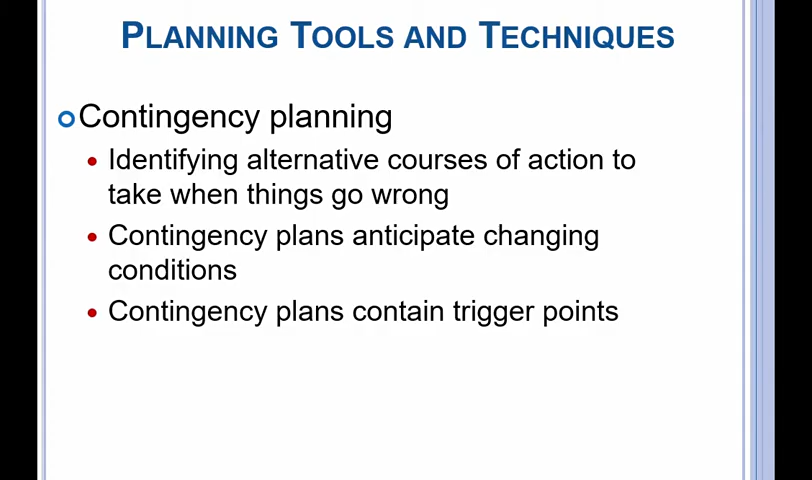 PLANNING TOOLS AND TECHNIQUES
Contingency planning
Identifying alternative courses of action to
take when things go wrong
Contingency plans anticipate changing
conditions
Contingency plans contain trigger points